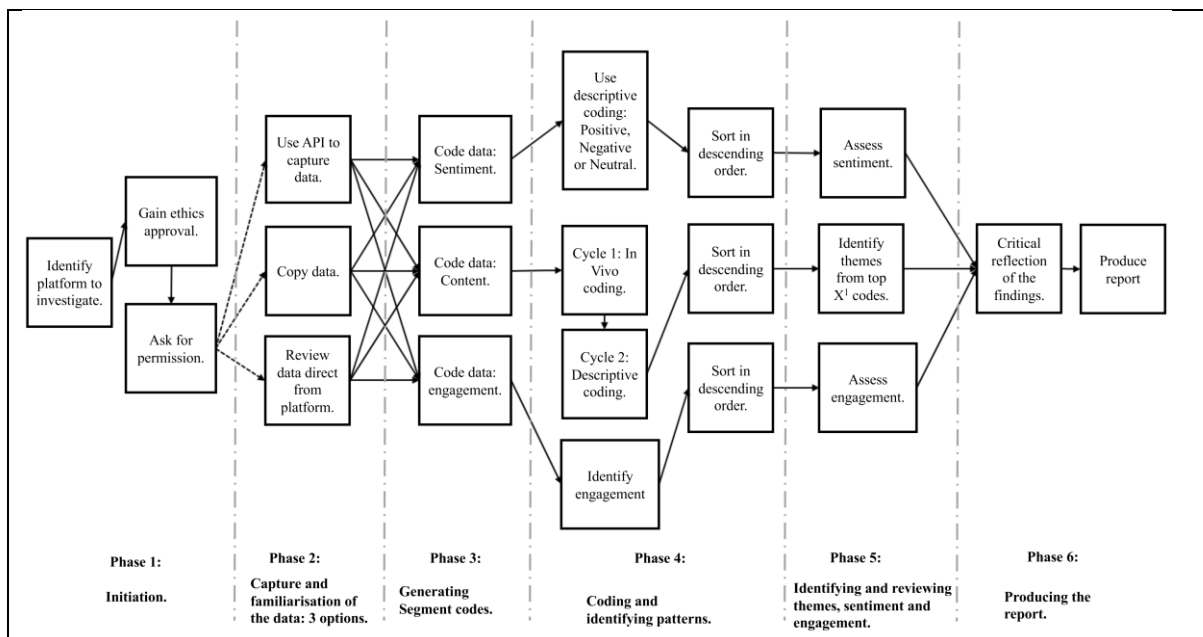 Identify
platform to
investigate.
Gain ethics
approval.
Ask for
permission.
Use API to
capture
data.
Copy data.
Review
data direct
from
platform.
Code data:
Sentiment.
Code data:
Content.
Code data:
engagement.
Use
descriptive
coding:
Positive,
Negative
or Neutral.
Cycle 1: In
Vivo
coding.
Cycle 2:
Descriptive
coding.
Identify
engagement
Sort in
descending
order.
Sort in
descending
order.
Sort in
descending
order.
Assess
sentiment.
Identify
themes
from top
X¹ codes.
Assess
engagement.
Critical
reflection
of the
findings.
Produce
report
Phase 1:
Initiation.
Phase 2:
Capture and
familiarisation of
the data: 3 options.
Phase 3:
Generating
Segment codes.
Phase 4:
Coding and
identifying patterns.
Phase 5:
Identifying and reviewing
themes, sentiment and
engagement.
Phase 6:
Producing the
report.